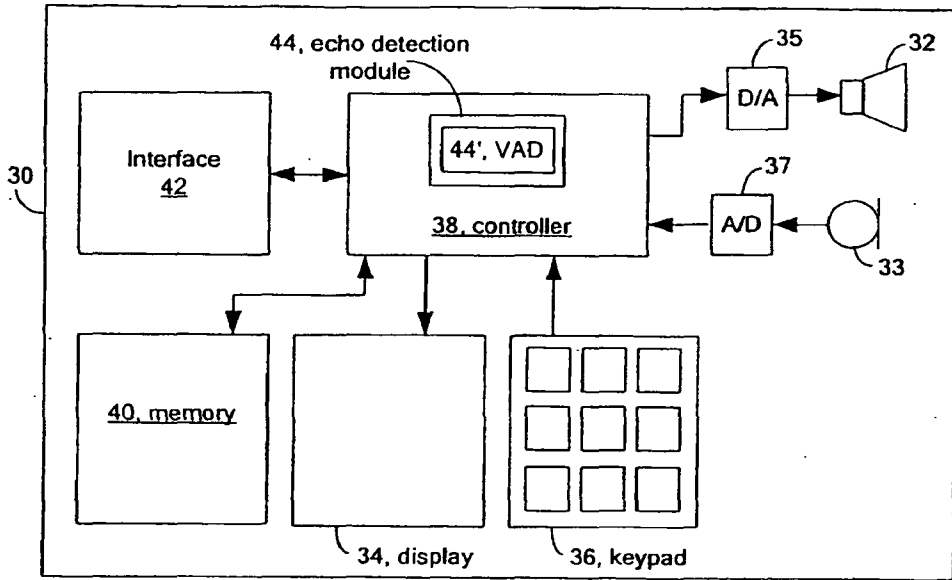 44, echo detection
module
35
32
D/A
Interface
42
44', VAD
30
37
38, controller
A/D
33
40, memory
34, display
36, keypad